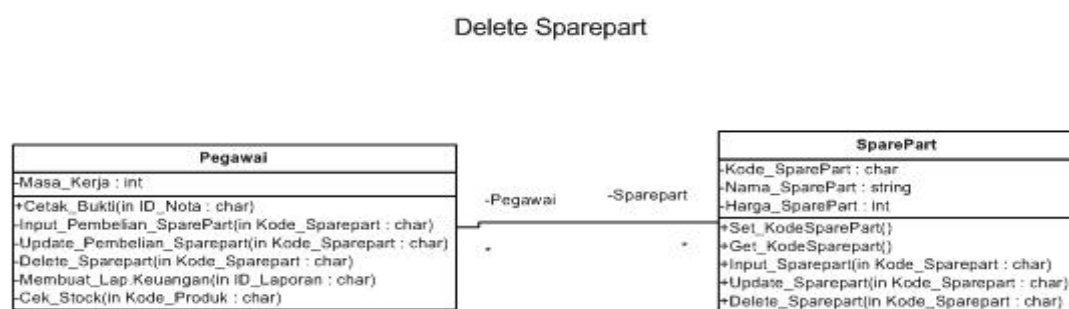 Delete Sparepart
Pegawai
-Masa_Kerja : int
+Cetak_Bukti(in ID_Nota : char)
-Input_Pembelian_SparePart(in Kode_Sparepart : char)
-Update_Pembelian_Sparepart(in Kode_Sparepart : char)
-Delete_Sparepart(in Kode_Sparepart : char)
-Membuat_Lap.Keuangan(in ID_Laporan : char)
-Cek_Stock(in Kode_Produk : char)
-Pegawai
*
-Sparepart
*
SparePart
-Kode_SparePart : char
-Nama_SparePart : string
-Harga_SparePart : int
+Set_KodeSparePart()
+Get_KodeSparepart()
+Input_Sparepart(in Kode_Sparepart : char)
+Update_Sparepart(in Kode_Sparepart : char)
+Delete_Sparepart(in Kode_Sparepart : char)